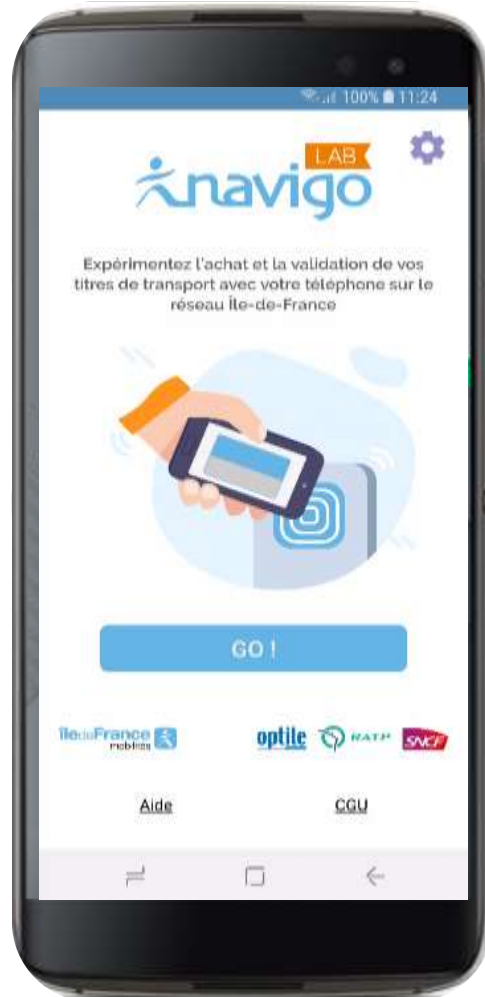 100% 11:24
LAB
navigo
Expérimentez l'achat et la validation de vos
titres de transport avec votre téléphone sur le
réseau Île-de-France
GO !
îledeFrance
mobilités
optile
RATP
SNCF
Aide
CGU